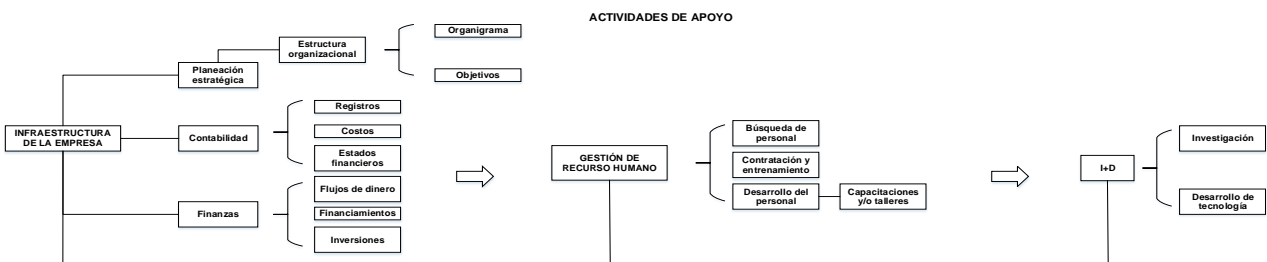 ACTIVIDADES DE APOYO
Organigrama
Estructura
organizacional
Planeación
estratégica
Objetivos
Registros
INFRAESTRUCTURA
DE LA EMPRESA
Contabilidad
Costos
Estados
financieros
Flujos de dinero
Finanzas
Financiamientos
Inversiones
GESTIÓN DE
RECURSO HUMANO
Búsqueda de
personal
Contratación y
entrenamiento
Desarrollo del
personal
Capacitaciones
y/o talleres
I+D
Investigación
Desarrollo de
tecnología